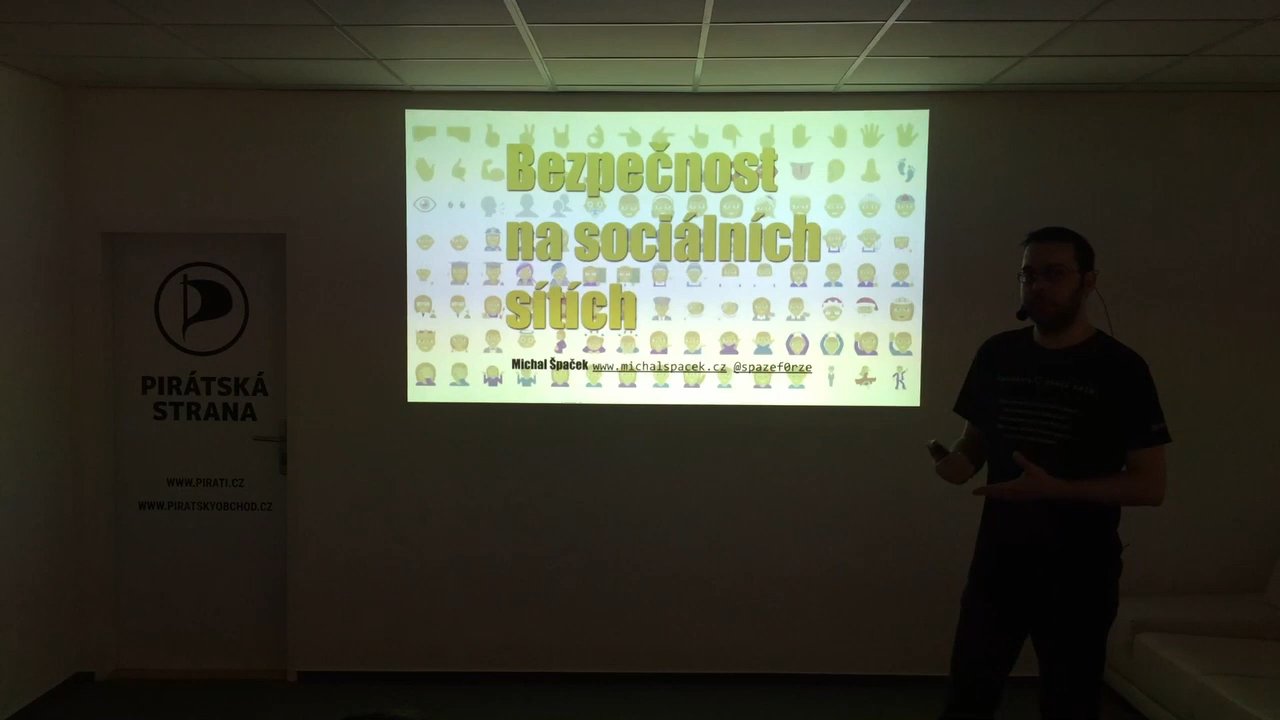 Bezpečnost
na sociálních
sítích
Michal Špaček www.michalspacek.cz @spazef0rze
PIRÁTSKÁ
STRANA
WWW.PIRATI.CZ
WWW.PIRATSKYOBCHOD.CZ